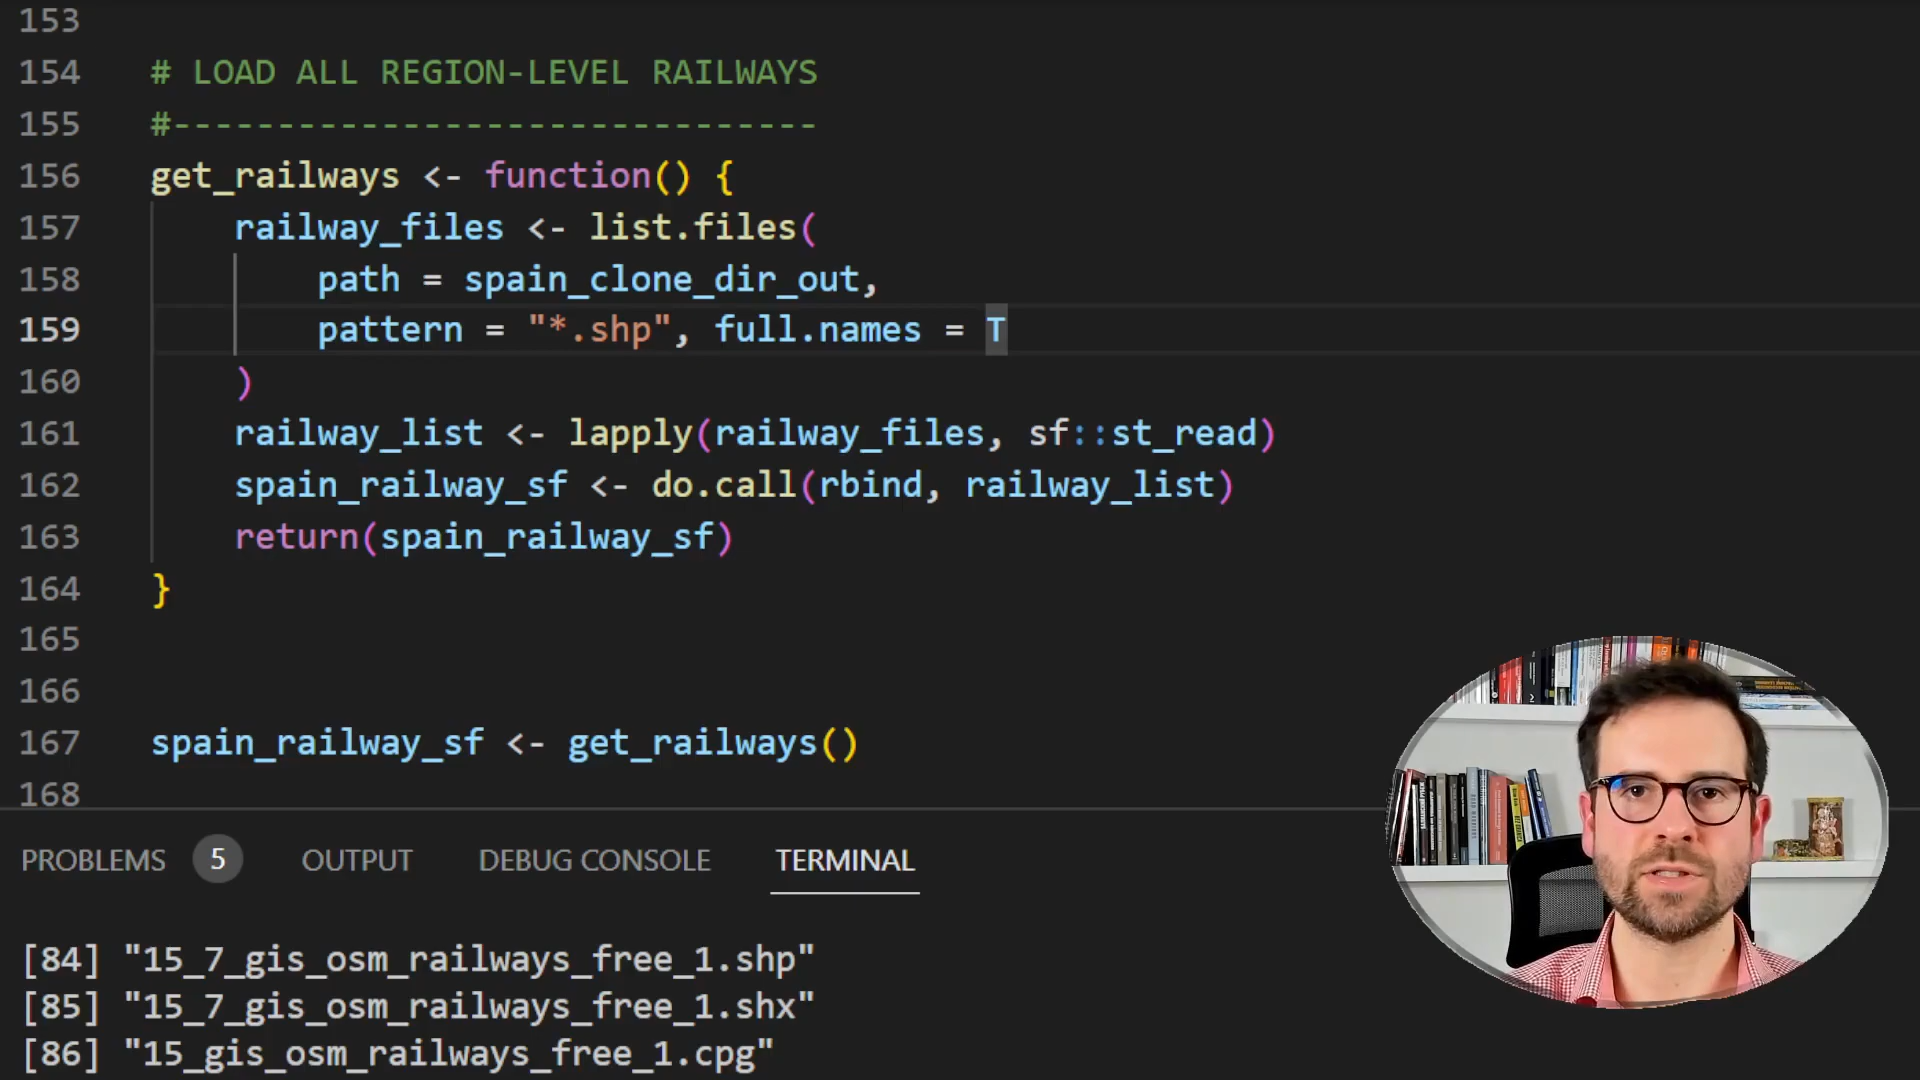 153
154 # LOAD ALL REGION-LEVEL RAILWAYS
155 #-------------------------------
156 get_railways <- function() {
157 railway_files <- list.files(
158 path = spain_clone_dir_out,
159 pattern = "*.shp", full.names = T
160 )
161 railway_list <- lapply(railway_files, sf::st_read)
162 spain_railway_sf <- do.call(rbind, railway_list)
163 return(spain_railway_sf)
164 }
165
166
167 spain_railway_sf <- get_railways()
168
PROBLEMS 5 OUTPUT DEBUG CONSOLE TERMINAL
[84] "15_7_gis_osm_railways_free_1.shp"
[85] "15_7_gis_osm_railways_free_1.shx"
[86] "15_gis_osm_railways_free_1.cpg"